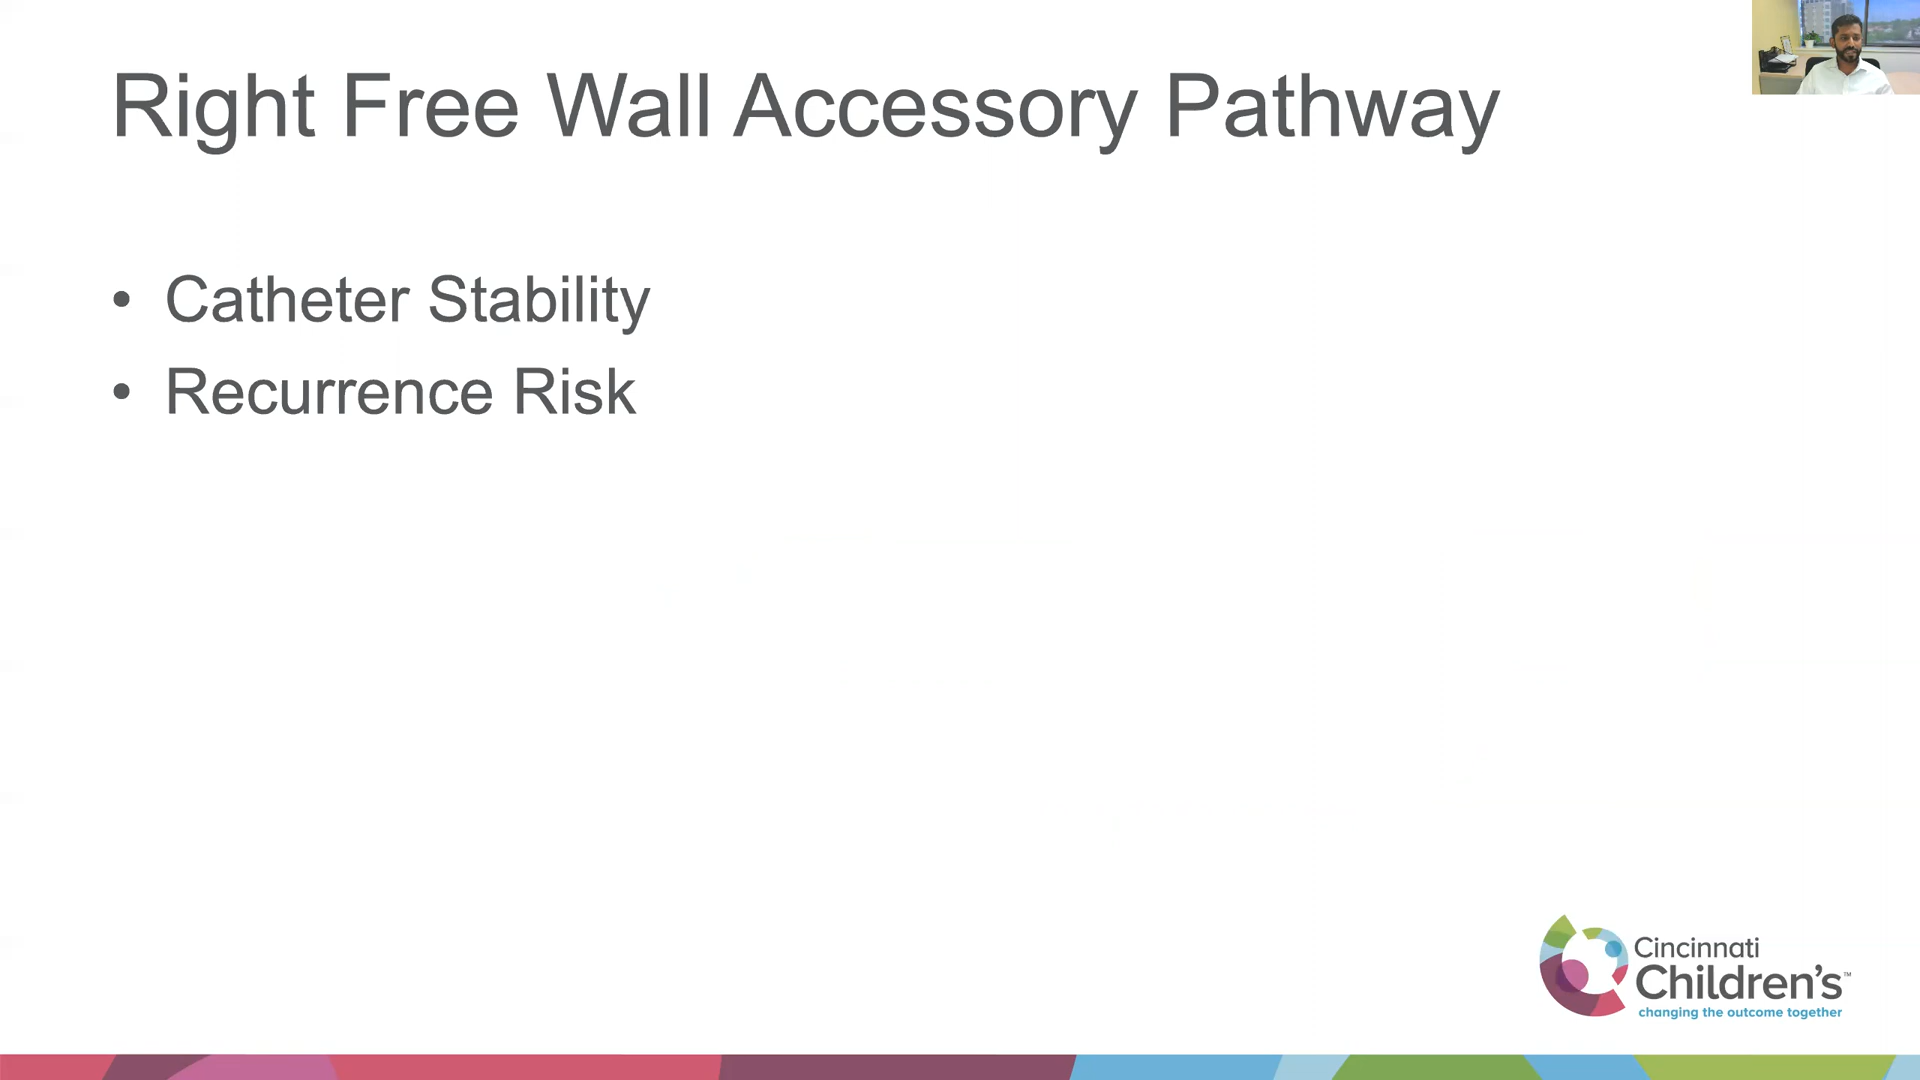 Right Free Wall Accessory Pathway
• Catheter Stability
• Recurrence Risk
Cincinnati
Children's™
changing the outcome together